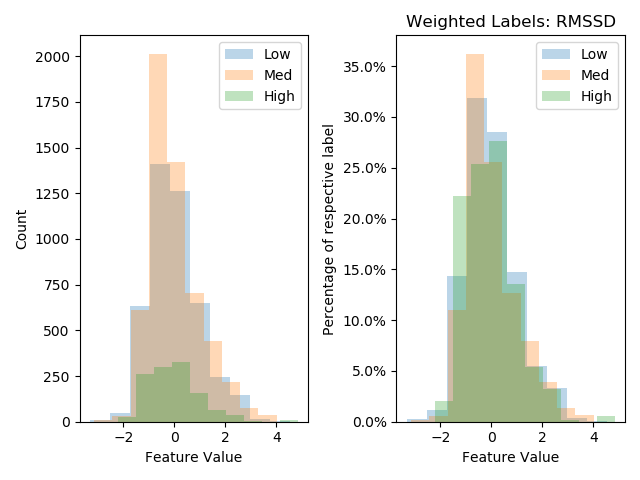 Weighted Labels: RMSSD
Low
Med
High
2000
1750
1500
1250
1000
750
500
250
0
Count
−2 0 2 4
Feature Value
Low
Med
High
35.0%
30.0%
25.0%
20.0%
15.0%
10.0%
5.0%
0.0%
Percentage of respective label
−2 0 2 4
Feature Value